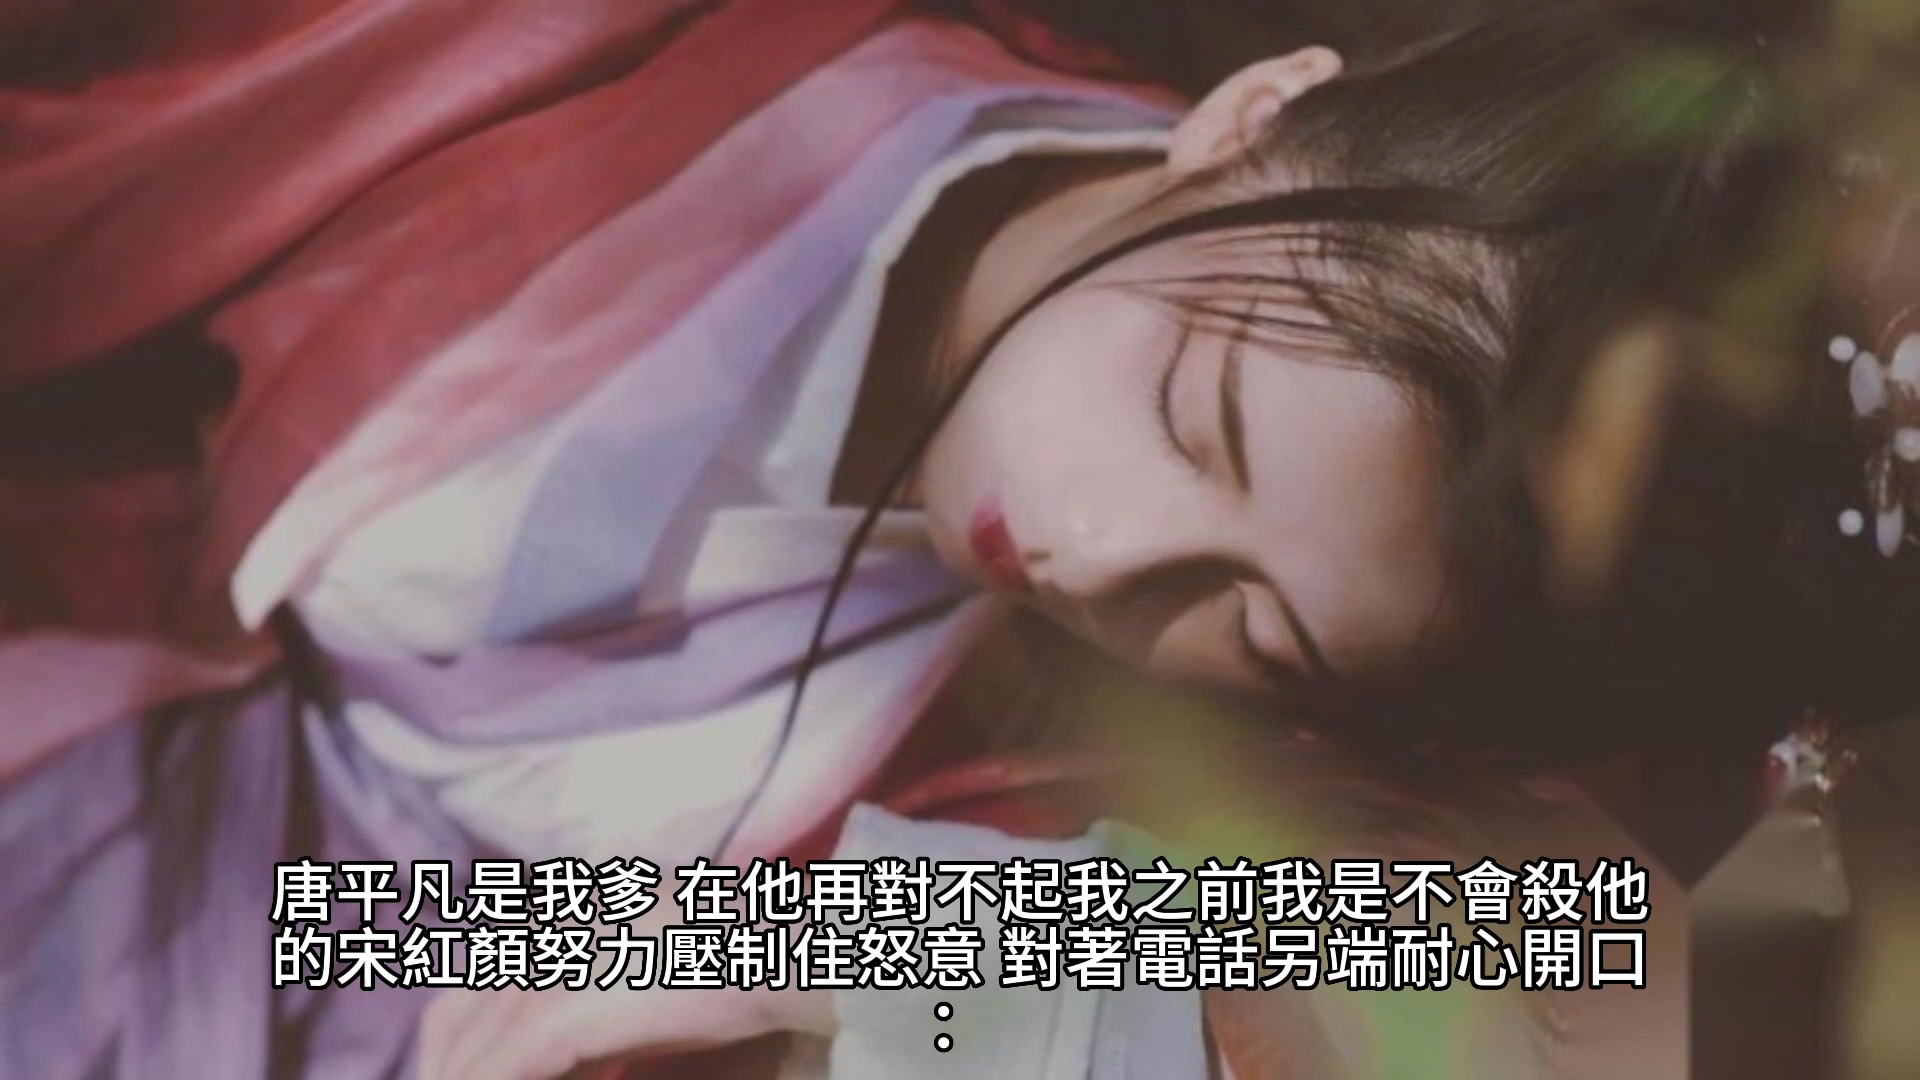 唐平凡是我爹 在他再對不起我之前我是不會殺他
的宋紅顏努力壓制住怒意 對著電話另端耐心開口
：